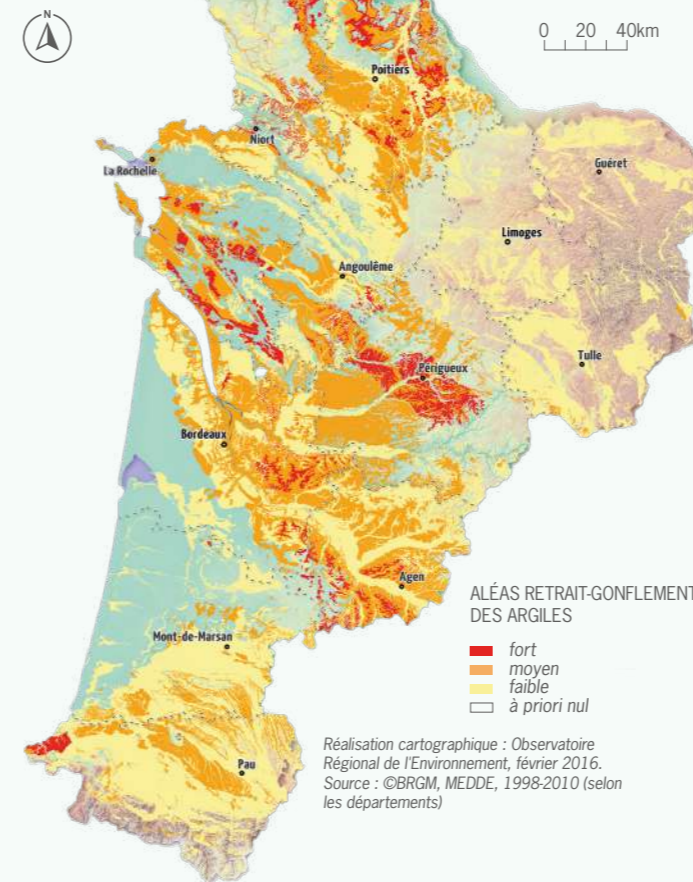 N
0 20 40km
Poitiers
Niort
La Rochelle
Guéret
Limoges
Angoulême
Périgueux
Tulle
Bordeaux
Agen
ALÉAS RETRAIT-GONFLEMENT
DES ARGILES
fort
moyen
faible
à priori nul
Mont-de-Marsan
Pau
Réalisation cartographique : Observatoire
Régional de l'Environnement, février 2016.
Source : ©BRGM, MEDDE, 1998-2010 (selon
les départements)